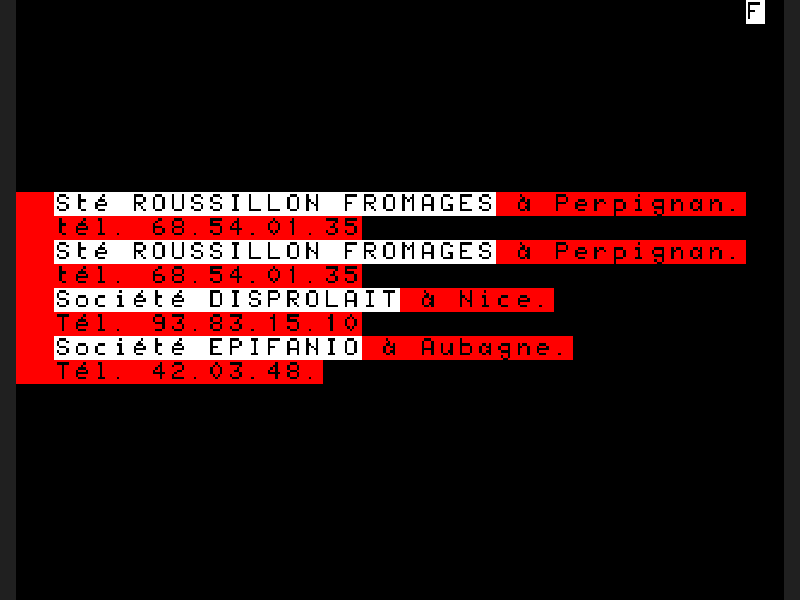 F
Sté ROUSSILLON FROMAGES à Perpignan.
tél. 68.54.01.35
Sté ROUSSILLON FROMAGES à Perpignan.
tél. 68.54.01.35
Société DISPROLAIT à Nice.
Tél. 93.83.15.10
Société EPIFANIO à Aubagne.
Tél. 42.03.48.